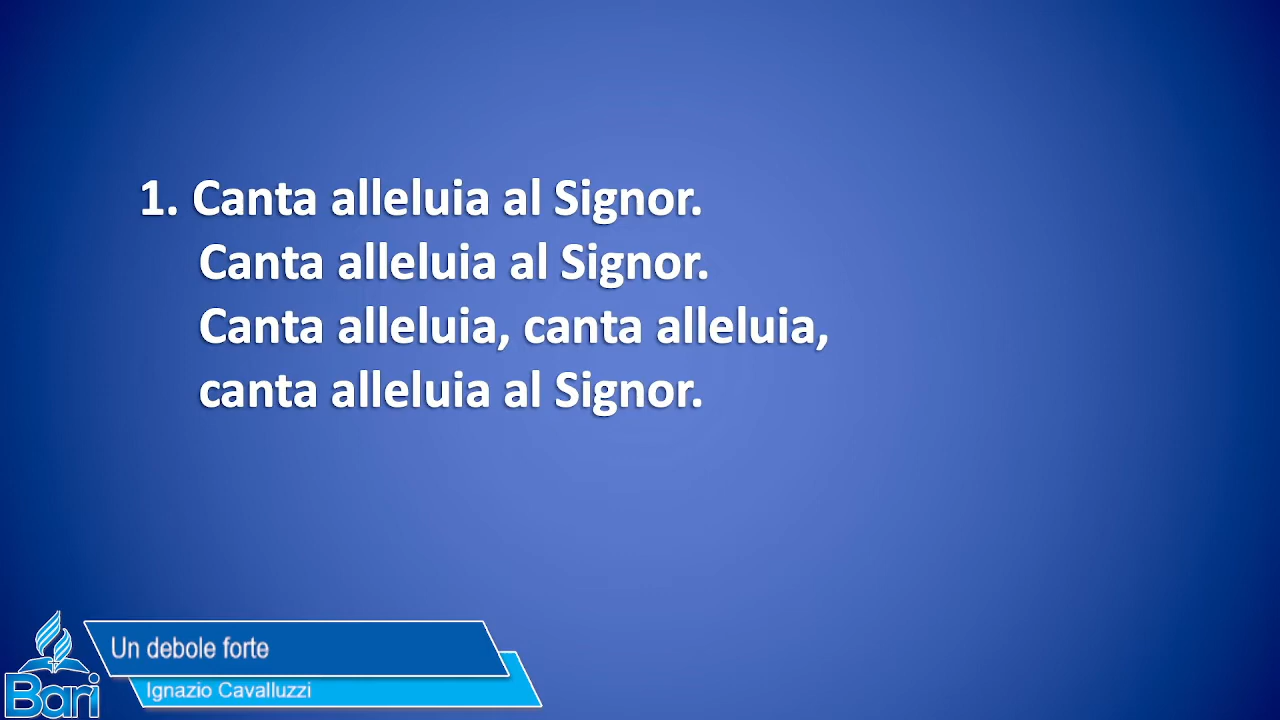 1. Canta alleluia al Signor.
Canta alleluia al Signor.
Canta alleluia, canta alleluia,
canta alleluia al Signor.
Un debole forte
Ignazio Cavalluzzi
Bari